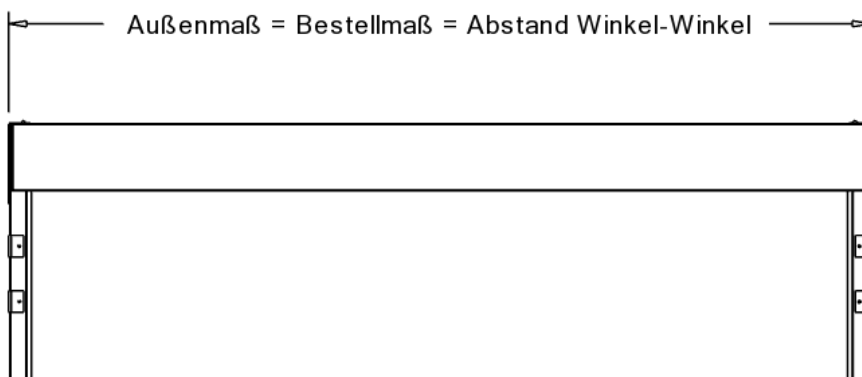 Außenmaß = Bestellmaß = Abstand Winkel-Winkel